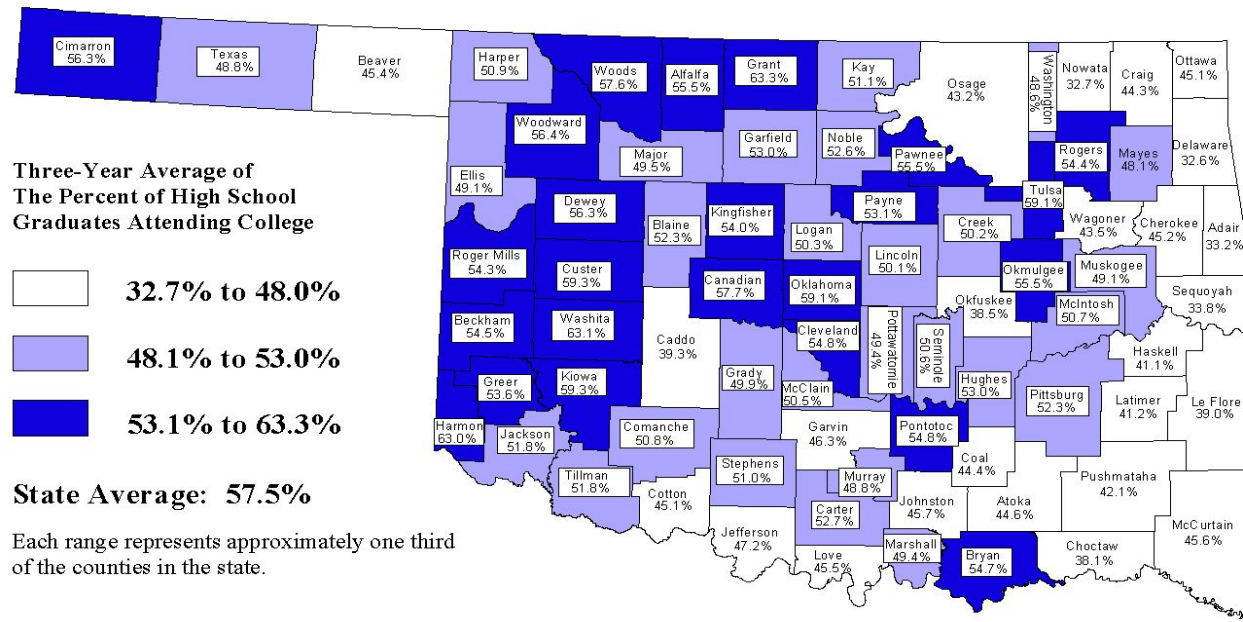 Cimarron
56.3%
Texas
48.8%
Beaver
45.4%
Harper
50.9%
Woods
57.6%
Alfalfa
55.5%
Grant
63.3%
Kay
51.1%
Osage
43.2%
Washington
48.6%
Nowata
32.7%
Craig
44.3%
Ottawa
45.1%
Woodward
56.4%
Major
49.5%
Garfield
53.0%
Noble
52.6%
Pawnee
55.5%
Rogers
54.4%
Mayes
48.1%
Delaware
32.6%
Three-Year Average of
The Percent of High School
Graduates Attending College
Ellis
49.1%
Dewey
56.3%
Blaine
52.3%
Kingfisher
54.0%
Logan
50.3%
Payne
53.1%
Creek
50.2%
Tulsa
59.1%
Wagoner
43.5%
Cherokee
45.2%
Adair
33.2%
Roger Mills
54.3%
Custer
59.3%
Canadian
57.7%
Oklahoma
59.1%
Lincoln
50.1%
Okfuskee
38.5%
Okmulgee
55.5%
Muskogee
49.1%
McIntosh
50.7%
Sequoyah
33.8%
32.7% to 48.0%
Beckham
54.5%
Washita
63.1%
Caddo
39.3%
Cleveland
54.8%
Pottawatomie
49.4%
Seminole
50.6%
Haskell
41.1%
48.1% to 53.0%
Greer
53.6%
Kiowa
59.3%
Grady
49.9%
McClain
50.5%
Hughes
53.0%
Pittsburg
52.3%
Latimer
41.2%
Le Flore
39.0%
53.1% to 63.3%
Harmon
63.0%
Jackson
51.8%
Comanche
50.8%
Garvin
46.3%
Pontotoc
54.8%
Coal
44.4%
Pushmataha
42.1%
State Average: 57.5%
Tillman
51.8%
Cotton
45.1%
Stephens
51.0%
Murray
48.8%
Carter
52.7%
Johnston
45.7%
Atoka
44.6%
McCurtain
45.6%
Each range represents approximately one third
of the counties in the state.
Jefferson
47.2%
Love
45.5%
Marshall
49.4%
Bryan
54.7%
Choctaw
38.1%